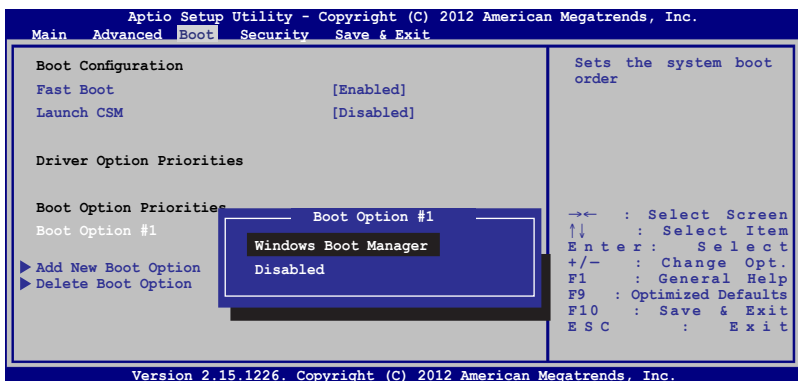 Aptio Setup Utility - Copyright (C) 2012 American Megatrends, Inc.
Main Advanced Boot Security Save & Exit
Boot Configuration
Fast Boot [Enabled]
Launch CSM [Disabled]
Driver Option Priorities
Boot Option Priorities
Boot Option #1
Add New Boot Option
Delete Boot Option
Boot Option #1
Windows Boot Manager
Disabled
Sets the system boot
order
→← : Select Screen
↑↓ : Select Item
Enter: Select
+/— : Change Opt.
F1 : General Help
F9 : Optimized Defaults
F10 : Save & Exit
ESC : Exit
Version 2.15.1226. Copyright (C) 2012 American Megatrends, Inc.